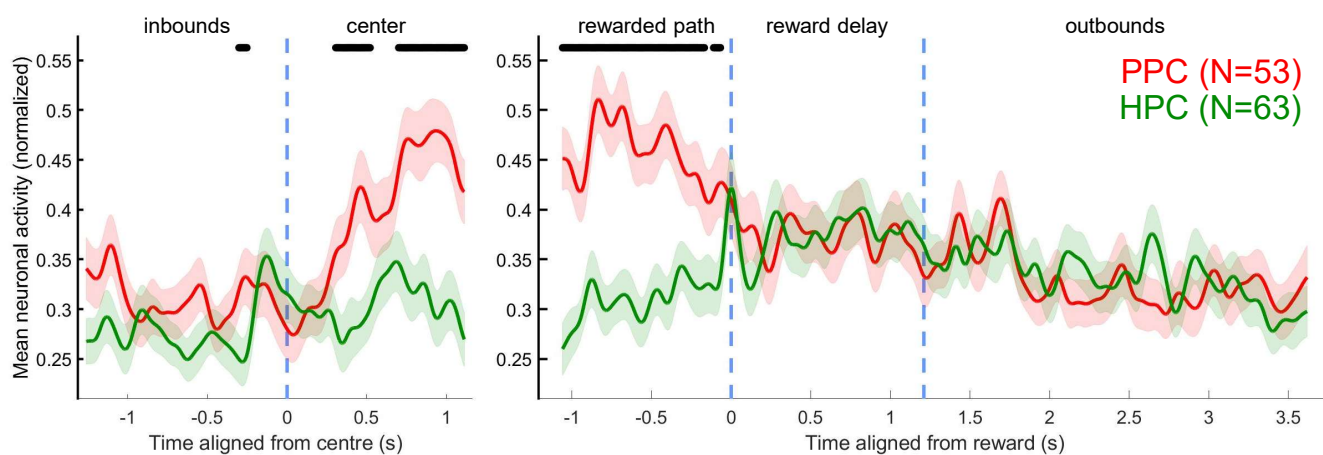 inbounds center rewarded path reward delay outbounds
PPC (N=53)
HPC (N=63)
Mean neuronal activity (normalized)
0.55
0.5
0.45
0.4
0.35
0.3
0.25
-1 -0.5 0 0.5 1
Time aligned from centre (s)
0.55
0.5
0.45
0.4
0.35
0.3
0.25
-1 -0.5 0 0.5 1 1.5 2 2.5 3 3.5
Time aligned from reward (s)